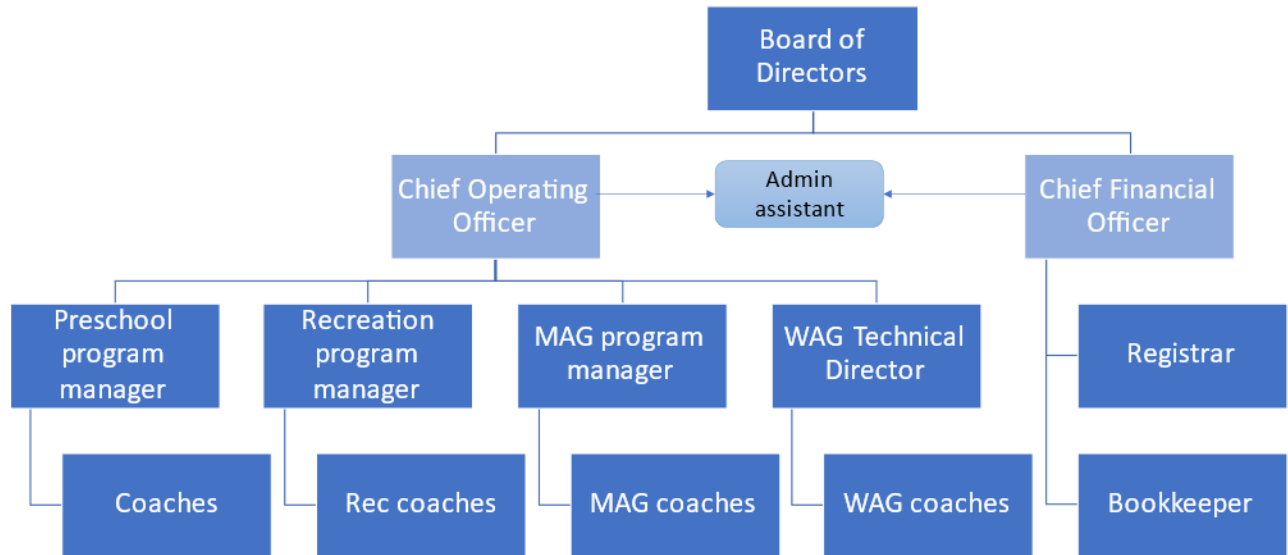 Board of
Directors
Chief Operating
Officer
Admin
assistant
Chief Financial
Officer
Preschool
program
manager
Recreation
program
manager
MAG program
manager
WAG Technical
Director
Registrar
Coaches
Rec coaches
MAG coaches
WAG coaches
Bookkeeper